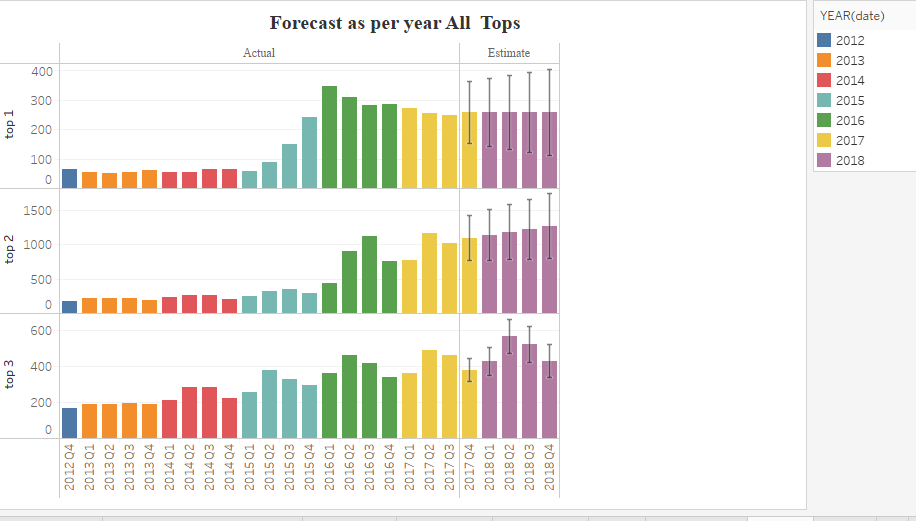 Forecast as per year All  Tops
Actual
Estimate
top 1
400
300
200
100
0
top 2
1500
1000
500
0
top 3
600
400
200
0
2012 Q4
2013 Q1
2013 Q2
2013 Q3
2013 Q4
2014 Q1
2014 Q2
2014 Q3
2014 Q4
2015 Q1
2015 Q2
2015 Q3
2015 Q4
2016 Q1
2016 Q2
2016 Q3
2016 Q4
2017 Q1
2017 Q2
2017 Q3
2017 Q4
2018 Q1
2018 Q2
2018 Q3
2018 Q4
YEAR(date)
2012
2013
2014
2015
2016
2017
2018